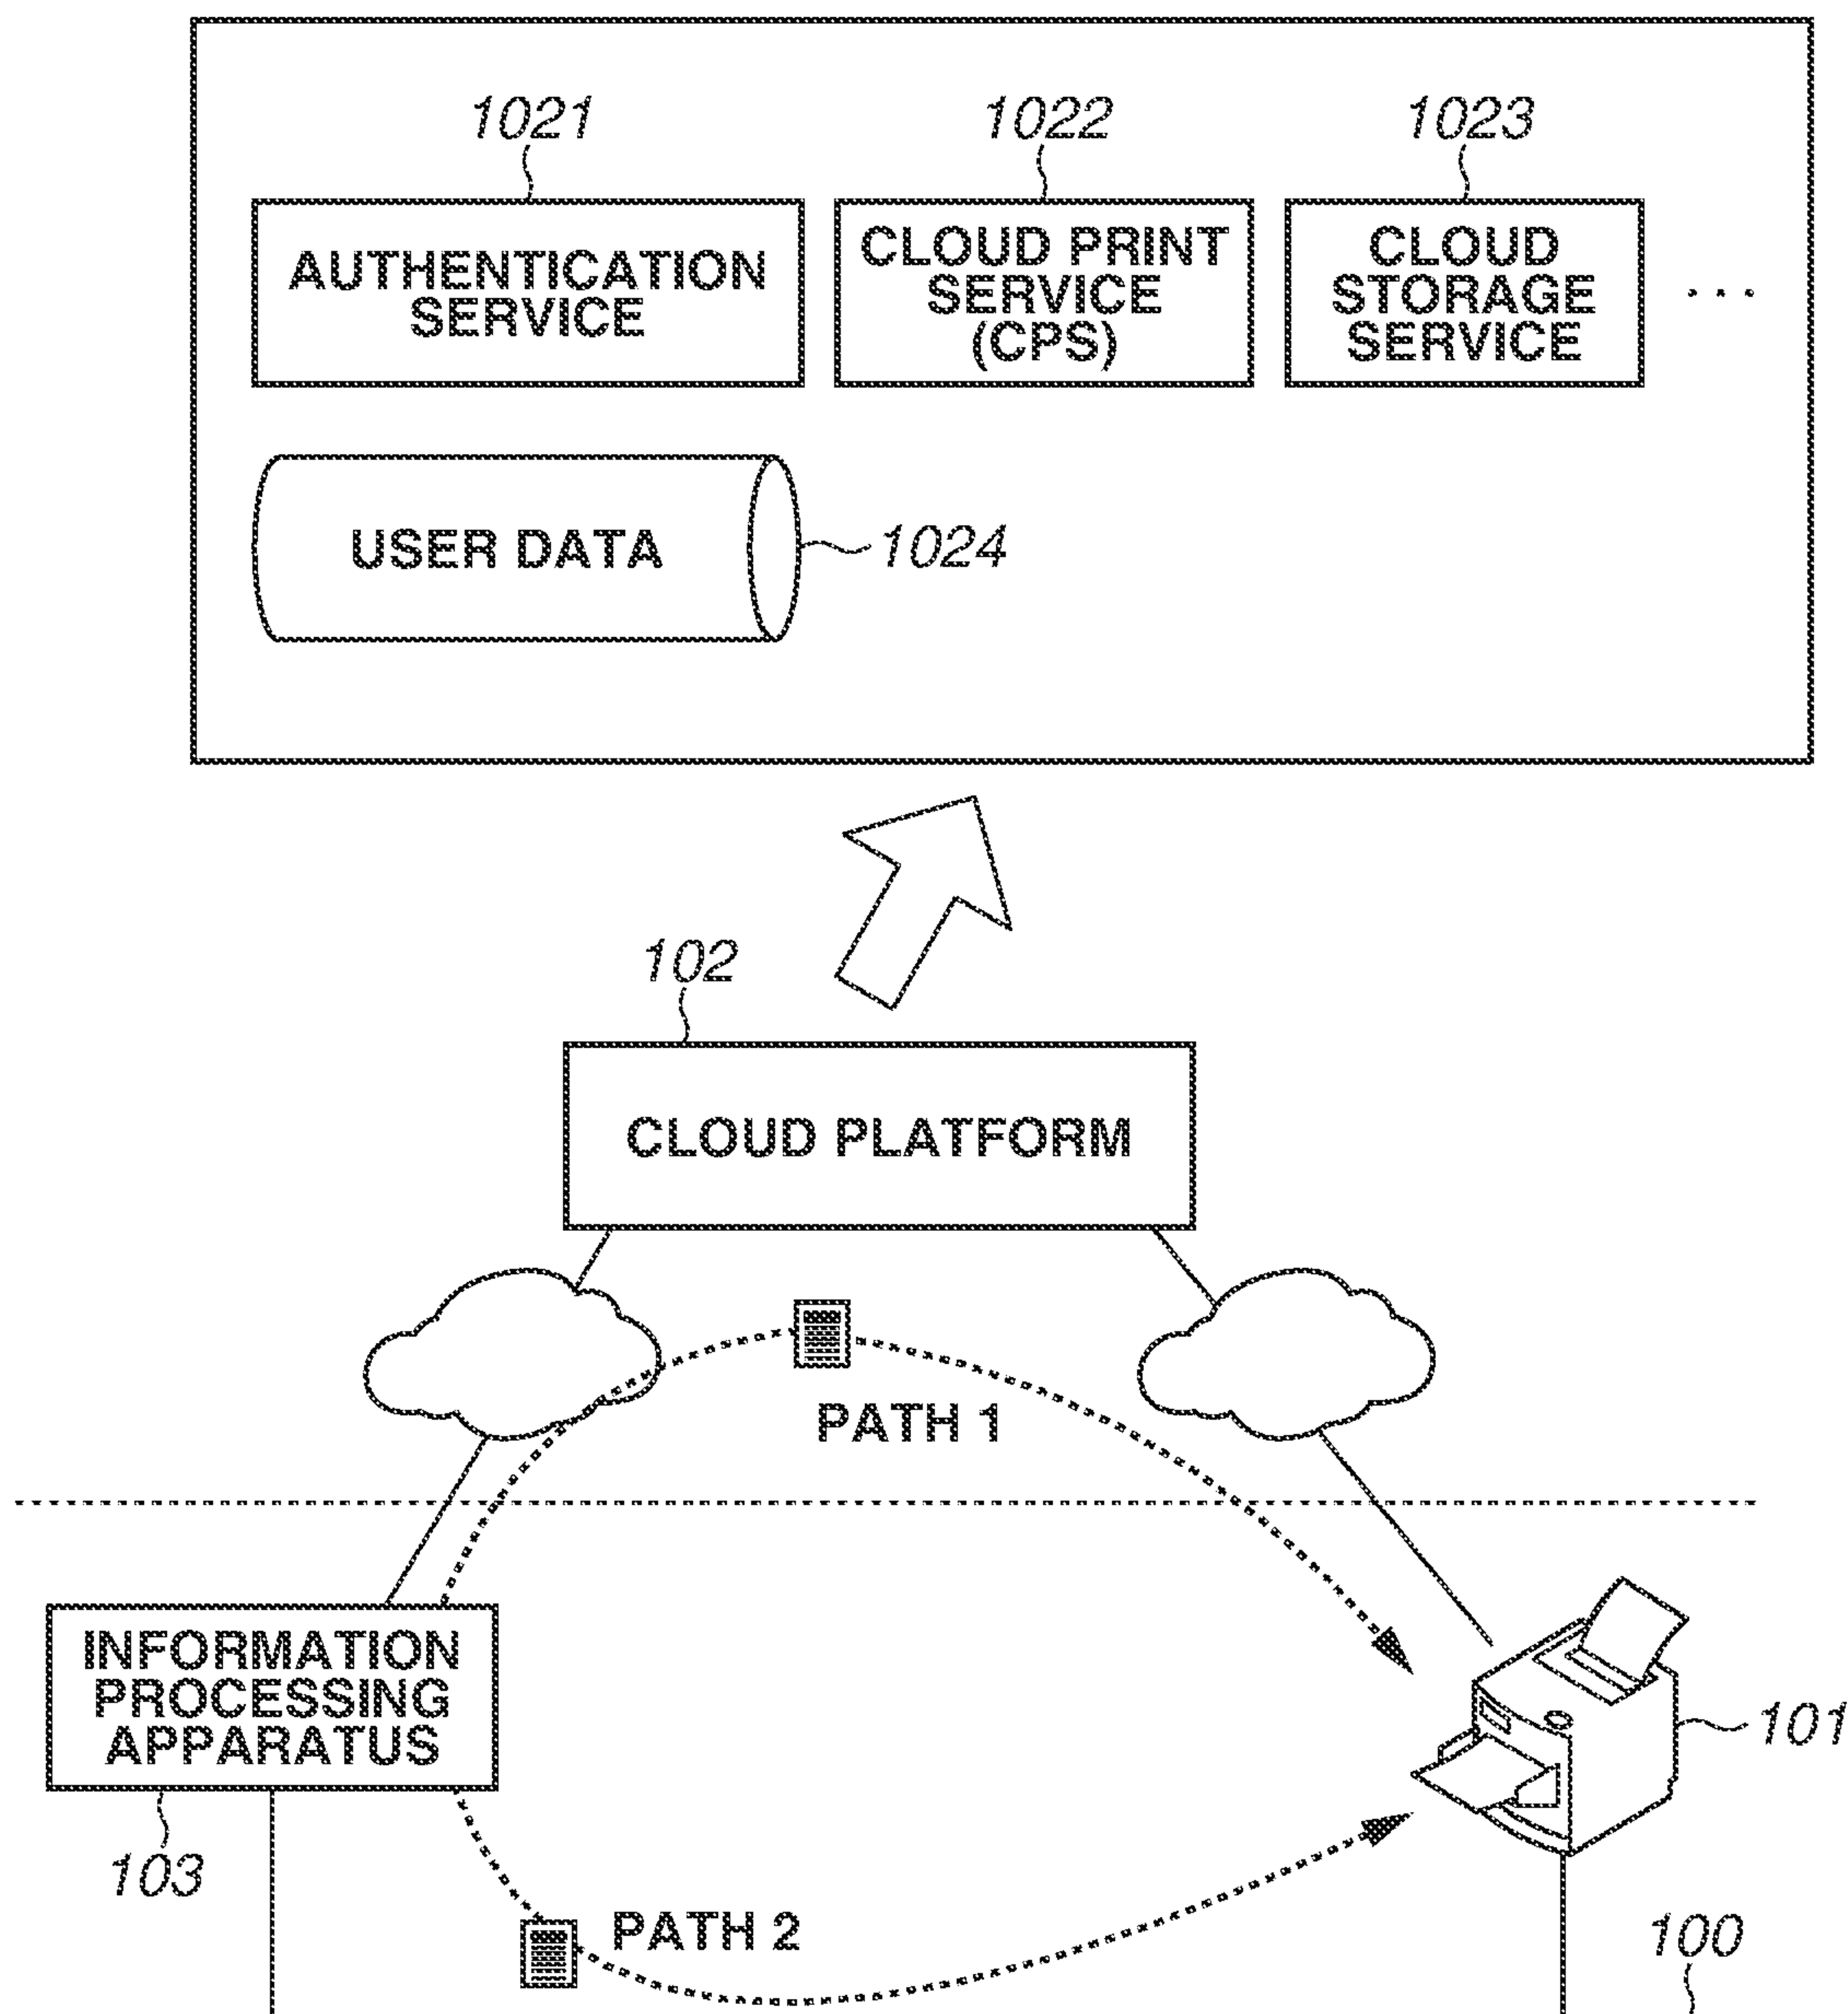 1021
1022
1023
AUTHENTICATION
SERVICE
CLOUD PRINT
SERVICE
(CPS)
CLOUD
STORAGE
SERVICE
...
USER DATA
1024
102
CLOUD PLATFORM
PATH 1
INFORMATION
PROCESSING
APPARATUS
101
103
PATH 2
100